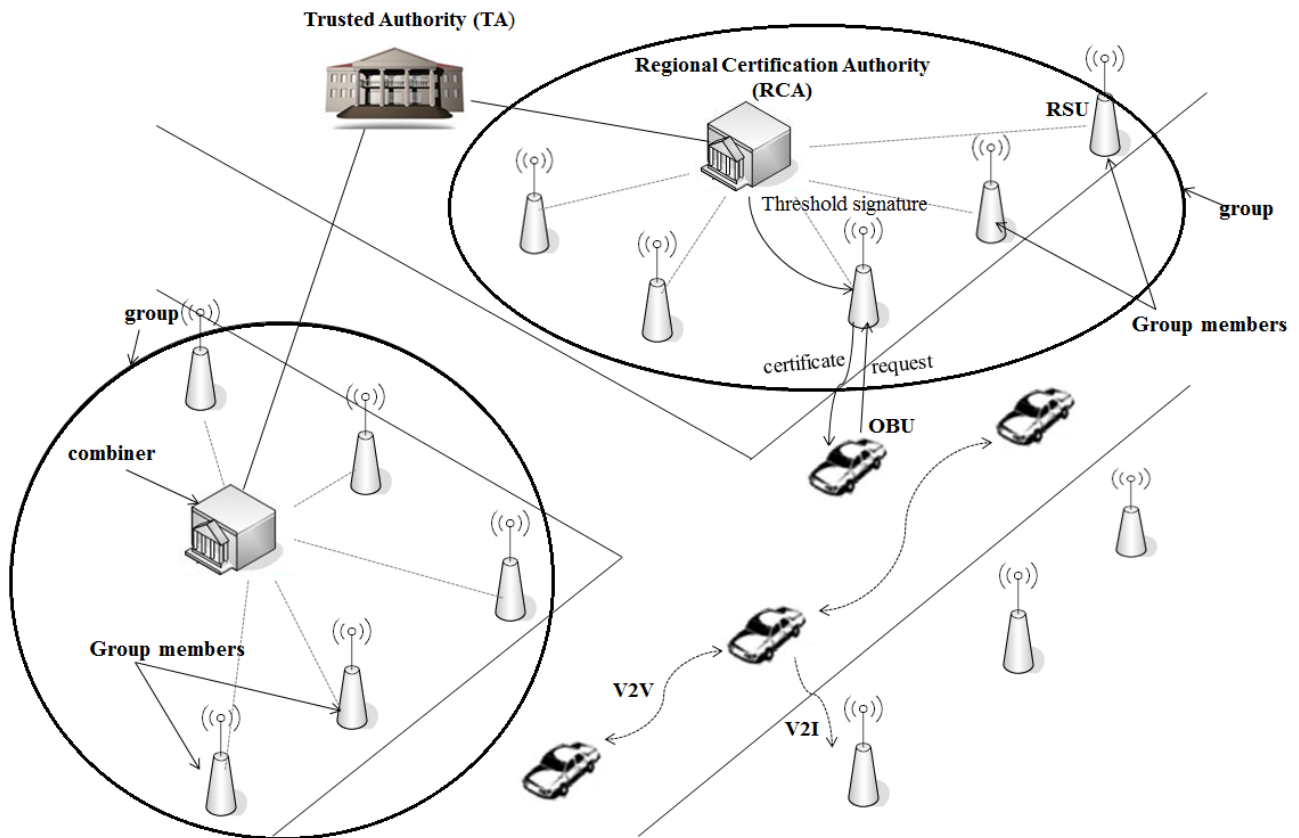 Trusted Authority (TA)
Regional Certification Authority
(RCA)
RSU
Threshold signature
group
group
Group members
certificate
request
OBU
combiner
Group members
V2V
V2I